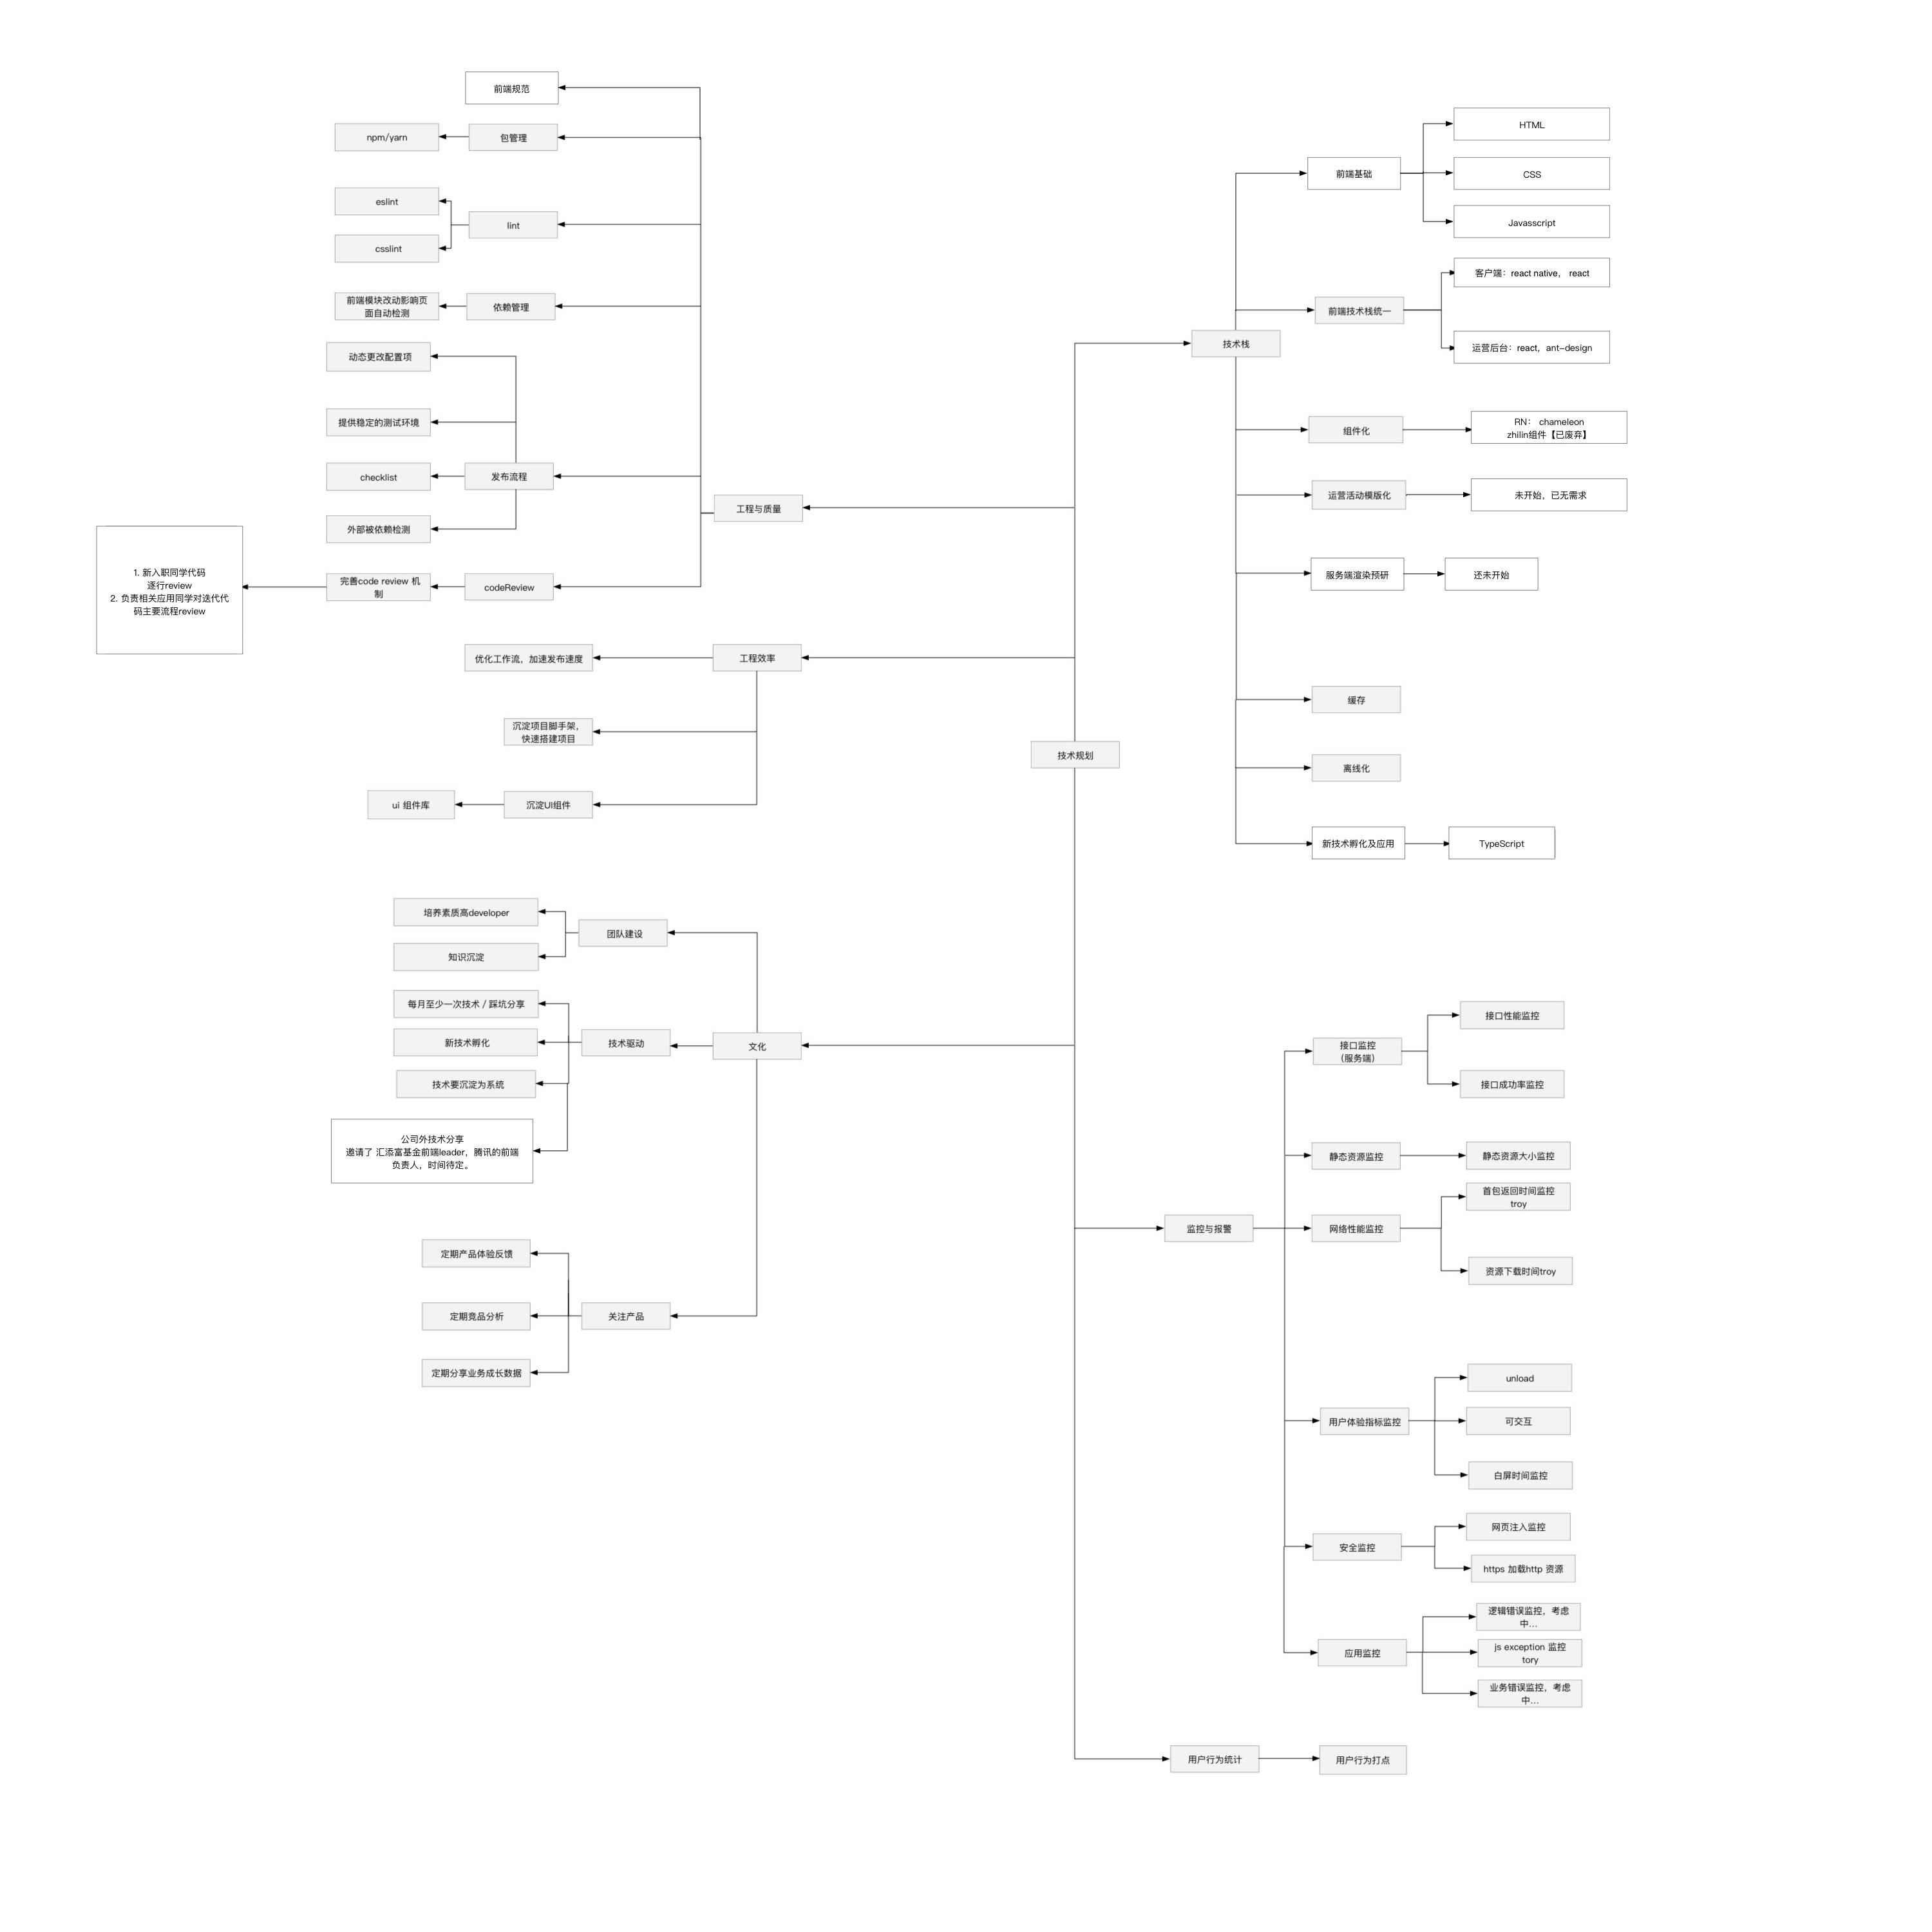 前端规范
包管理
npm/yarn
lint
eslint
csslint
依赖管理
前端模块改动影响页
面自动检测
动态更改配置项
提供稳定的测试环境
发布流程
checklist
外部被依赖检测
工程与质量
codeReview
完善code review 机
制
1. 新入职同学代码
逐行review
2. 负责相关应用同学对迭代代
码主要流程review
工程效率
优化工作流，加速发布速度
沉淀项目脚手架，
快速搭建项目
沉淀UI组件
ui 组件库
技术规划
技术栈
前端基础
HTML
CSS
Javasscript
前端技术栈统一
客户端：react native， react
运营后台：react，ant-design
组件化
RN： chameleon
zhilin组件【已废弃】
运营活动模版化
未开始，已无需求
服务端渲染预研
还未开始
缓存
离线化
新技术孵化及应用
TypeScript
文化
团队建设
培养素质高developer
知识沉淀
技术驱动
每月至少一次技术 / 踩坑分享
新技术孵化
技术要沉淀为系统
公司外技术分享
邀请了 汇添富基金前端leader，腾讯的前端
负责人，时间待定。
关注产品
定期产品体验反馈
定期竞品分析
定期分享业务成长数据
监控与报警
接口监控
（服务端）
接口性能监控
接口成功率监控
静态资源监控
静态资源大小监控
网络性能监控
首包返回时间监控
troy
资源下载时间troy
用户体验指标监控
unload
可交互
白屏时间监控
安全监控
网页注入监控
https 加载http 资源
应用监控
逻辑错误监控，考虑
中...
js exception 监控
tory
业务错误监控，考虑
中...
用户行为统计
用户行为打点